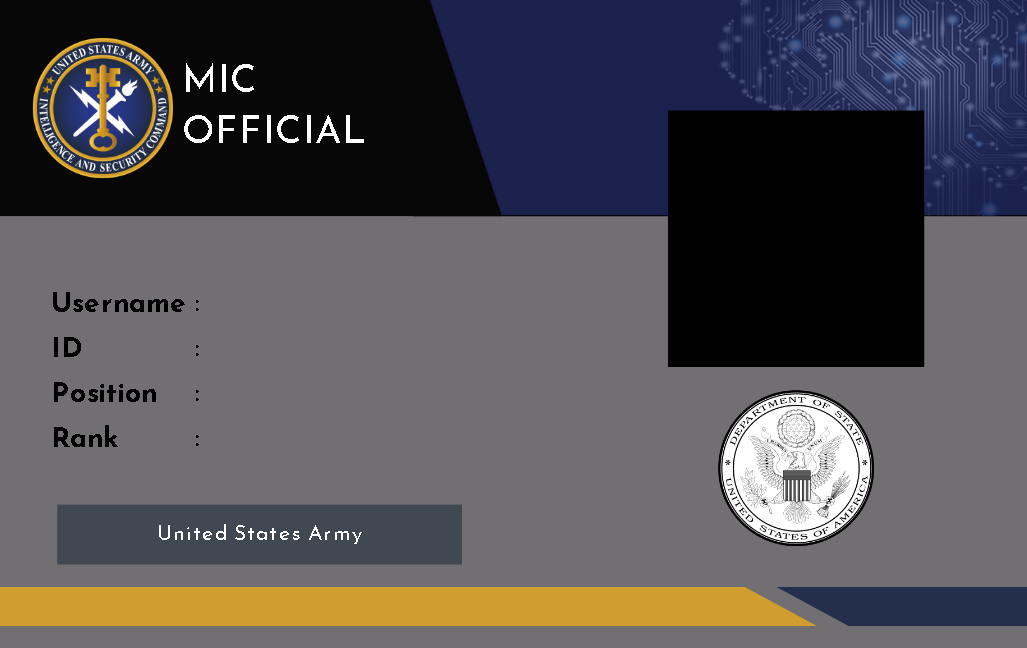 UNITED STATES ARMY
INTELLIGENCE AND SECURITY COMMAND
MIC
OFFICIAL
Username :
ID :
Position :
Rank :
DEPARTMENT OF STATE
UNUM
UNITED STATES OF AMERICA
United States Army